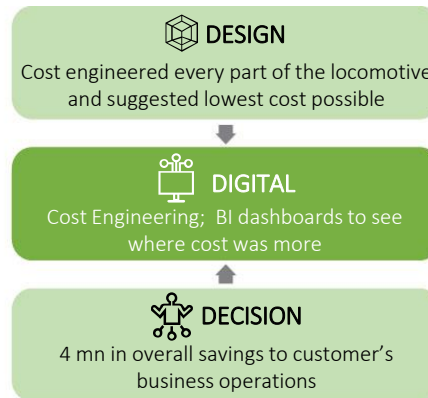 DESIGN
Cost engineered every part of the locomotive
and suggested lowest cost possible
DIGITAL
Cost Engineering; BI dashboards to see
where cost was more
DECISION
4 mn in overall savings to customer's
business operations